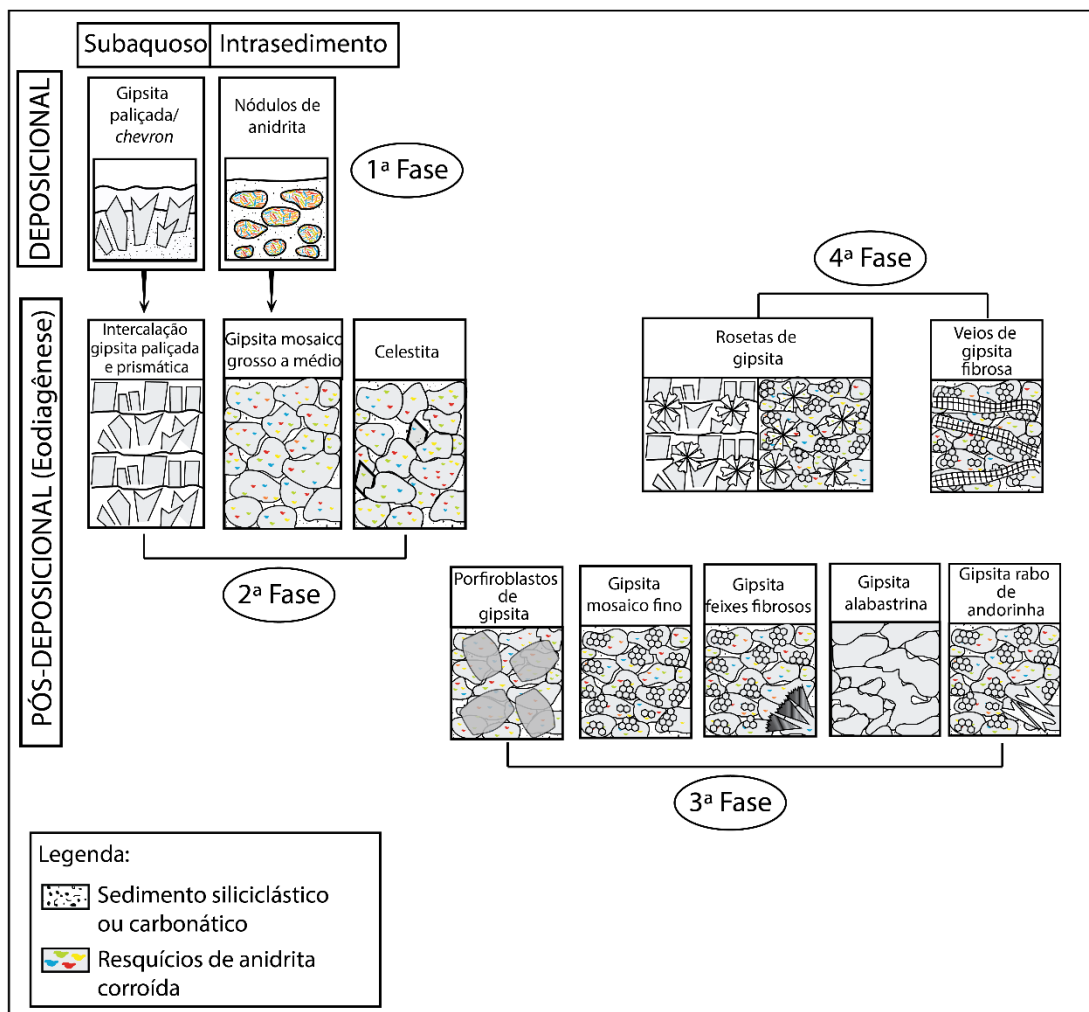 Subaquoso
Intrasedimento
DEPOSICIONAL
Gipsita
paliçada/
chevron
Nódulos de
anidrita
1ª Fase
4ª Fase
PÓS-DEPOSICIONAL (Eodiagênese)
Intercalação
gipsita paliçada
e prismática
Gipsita mosaico
grosso a médio
Celestita
Rosetas de
gipsita
Veios de
gipsita
fibrosa
2ª Fase
Porfiroblastos
de
gipsita
Gipsita
mosaico fino
Gipsita
feixes fibrosos
Gipsita
alabastrina
Gipsita rabo
de
andorinha
3ª Fase
Legenda:
Sedimento siliciclástico
ou carbonático
Resquícios de anidrita
corroída